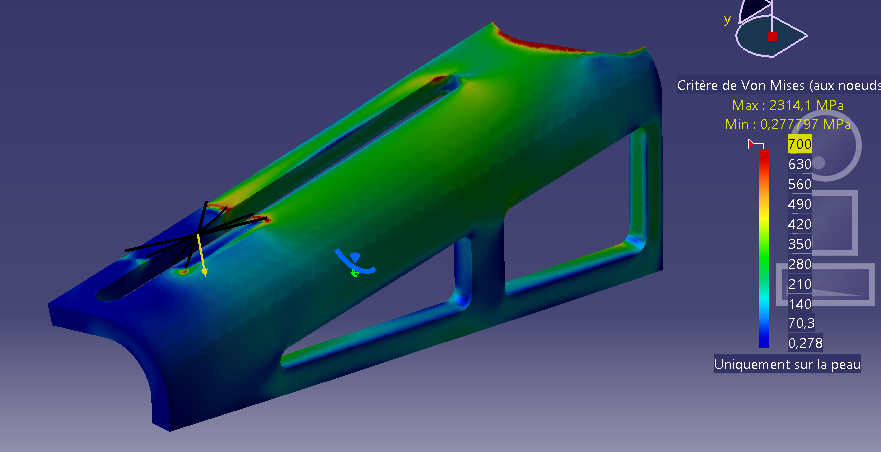 y
Critère de Von Mises (aux noeuds
Max : 2314,1 MPa
Min : 0,277797 MPa
700
630
560
490
420
350
280
210
140
70,3
0,278
Uniquement sur la peau